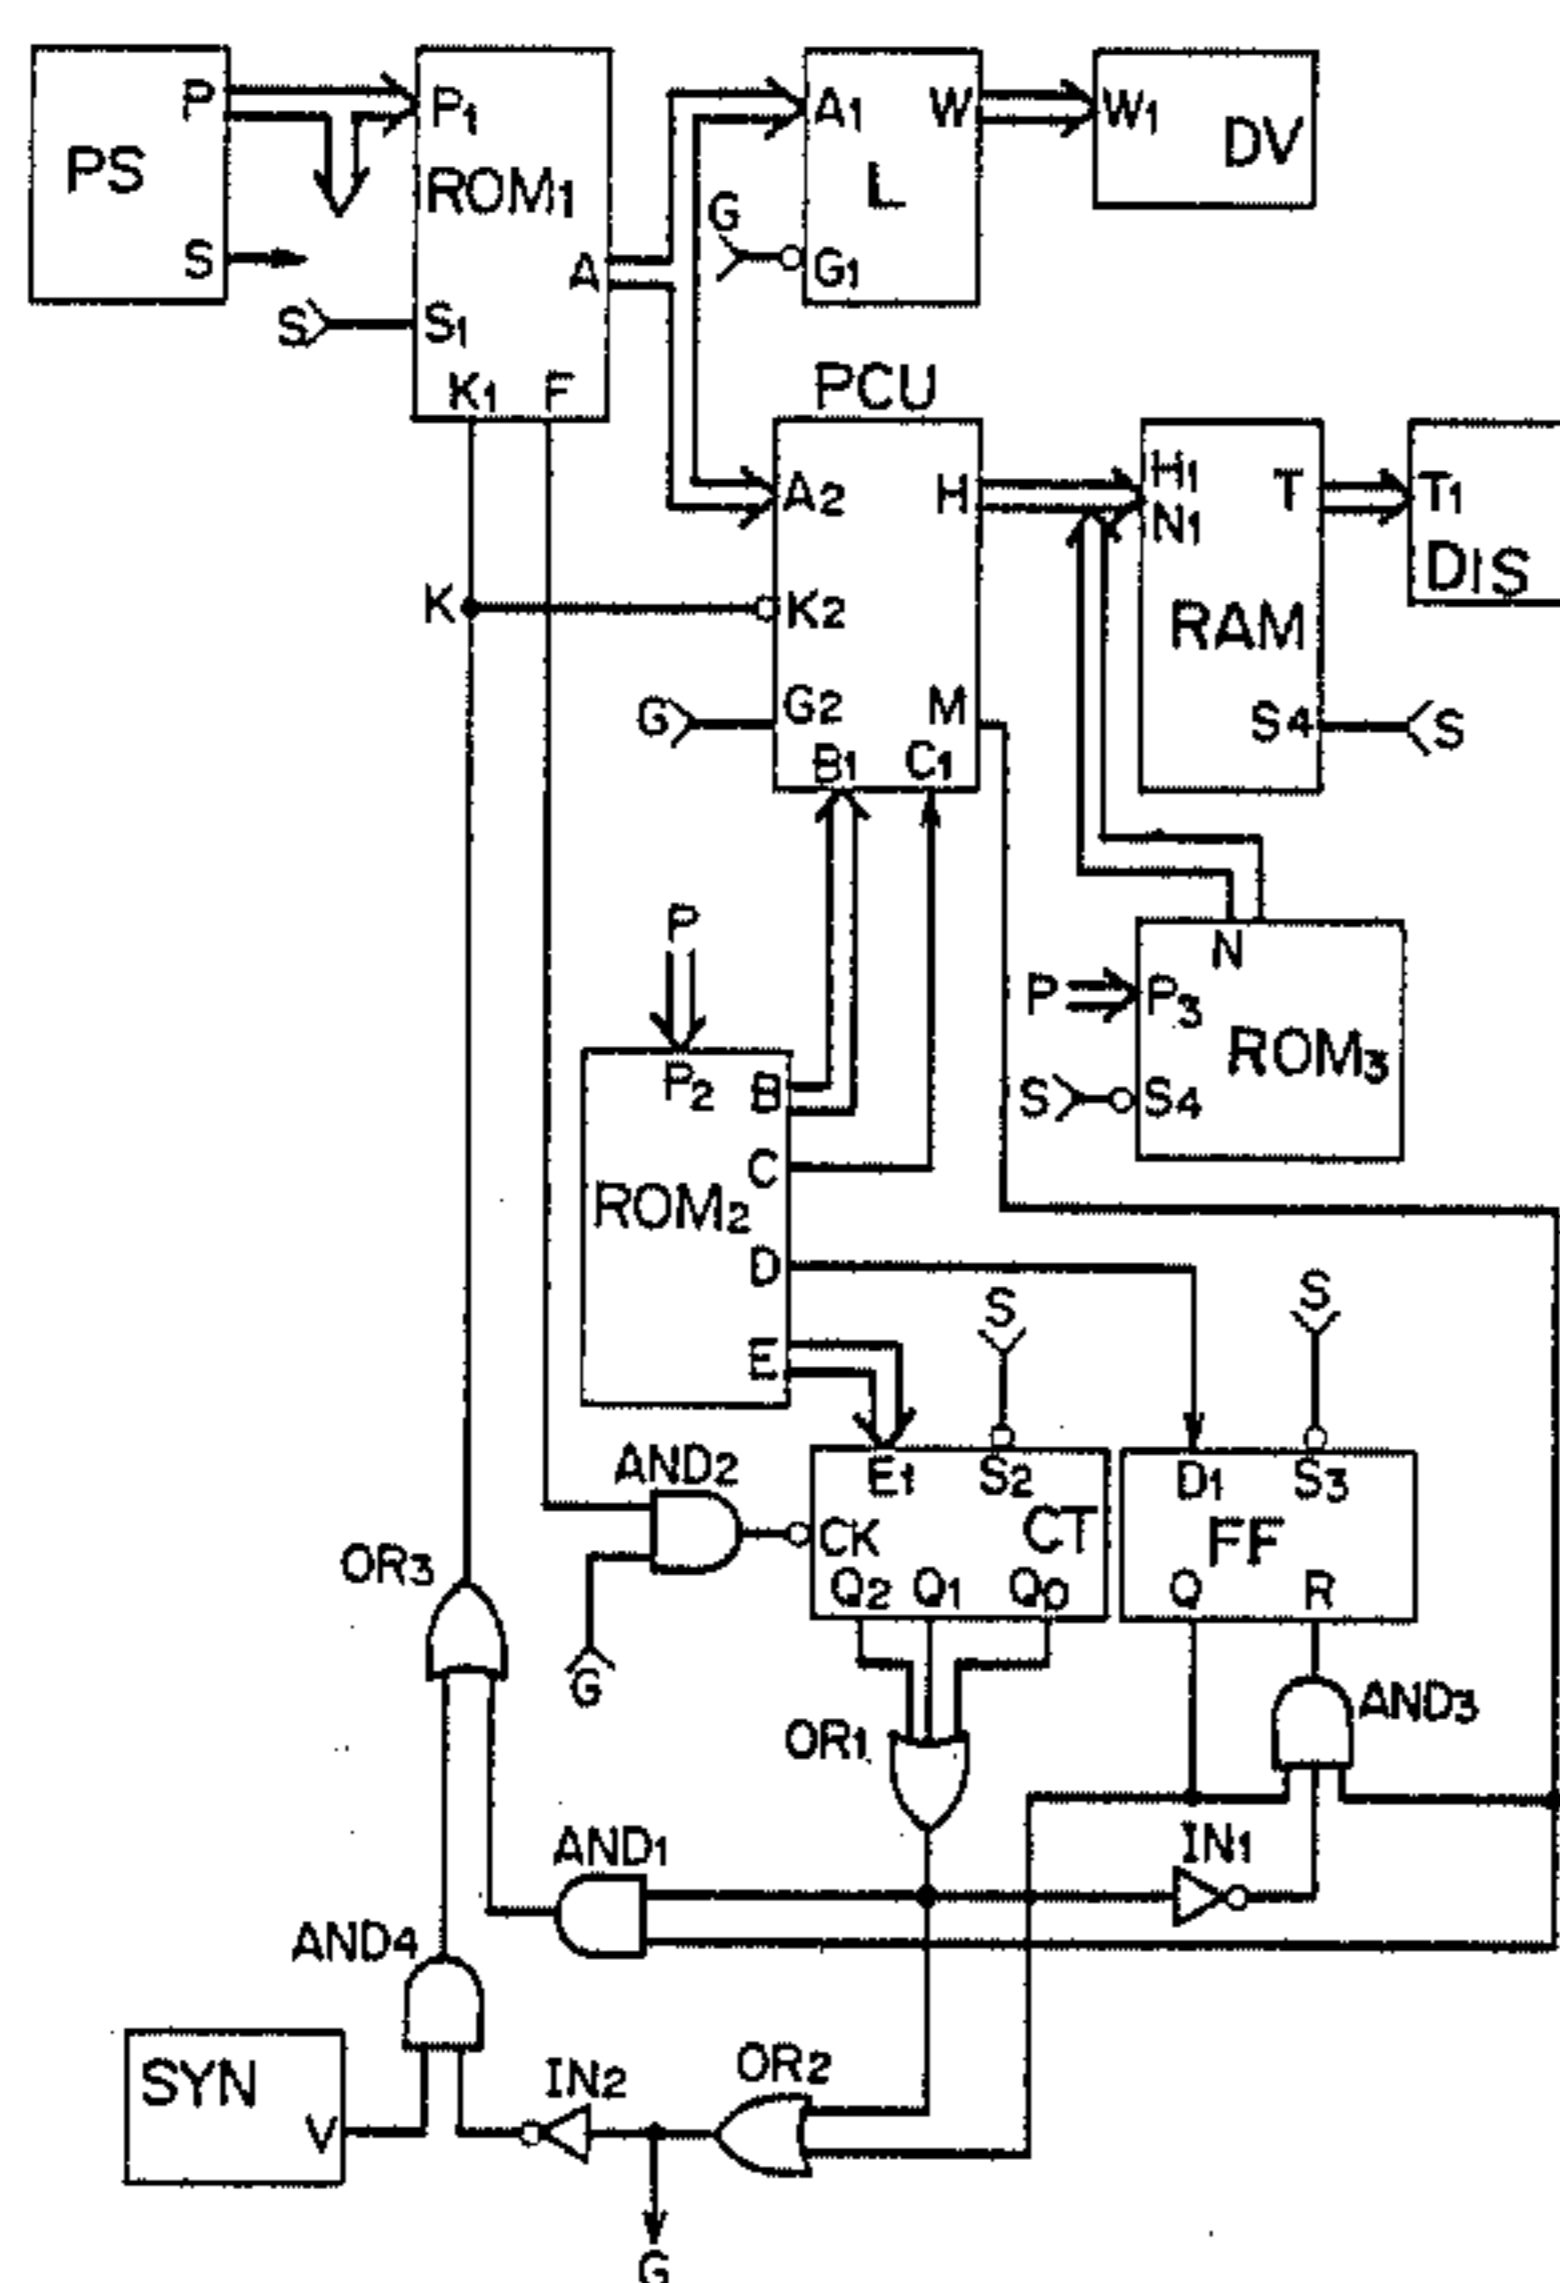 P
P1
A1
W
W1
PS
ROM1
L
DV
S
A
G
G1
S
S1
K1
F
PCU
A2
H
H1
N1
T
T1
DIS
K
K2
RAM
G
G2
M
S4
S
B1
C1
P
N
P
P3
ROM3
P2
B
S
S4
C
ROM2
D
S
S
E
AND2
E1
S2
D1
S3
CK
CT
FF
OR3
Q2
Q1
Q0
Q
R
G
AND3
OR1
AND1
IN1
AND4
SYN
IN2
OR2
V
G